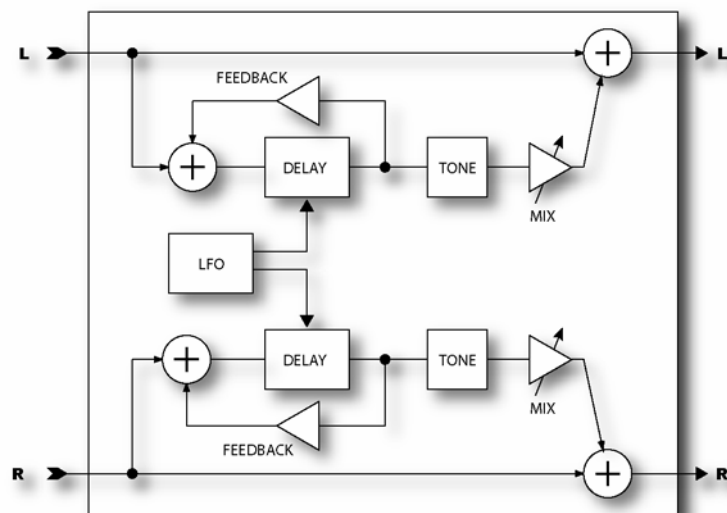 L
L
FEEDBACK
DELAY
TONE
MIX
LFO
DELAY
TONE
MIX
FEEDBACK
R
R